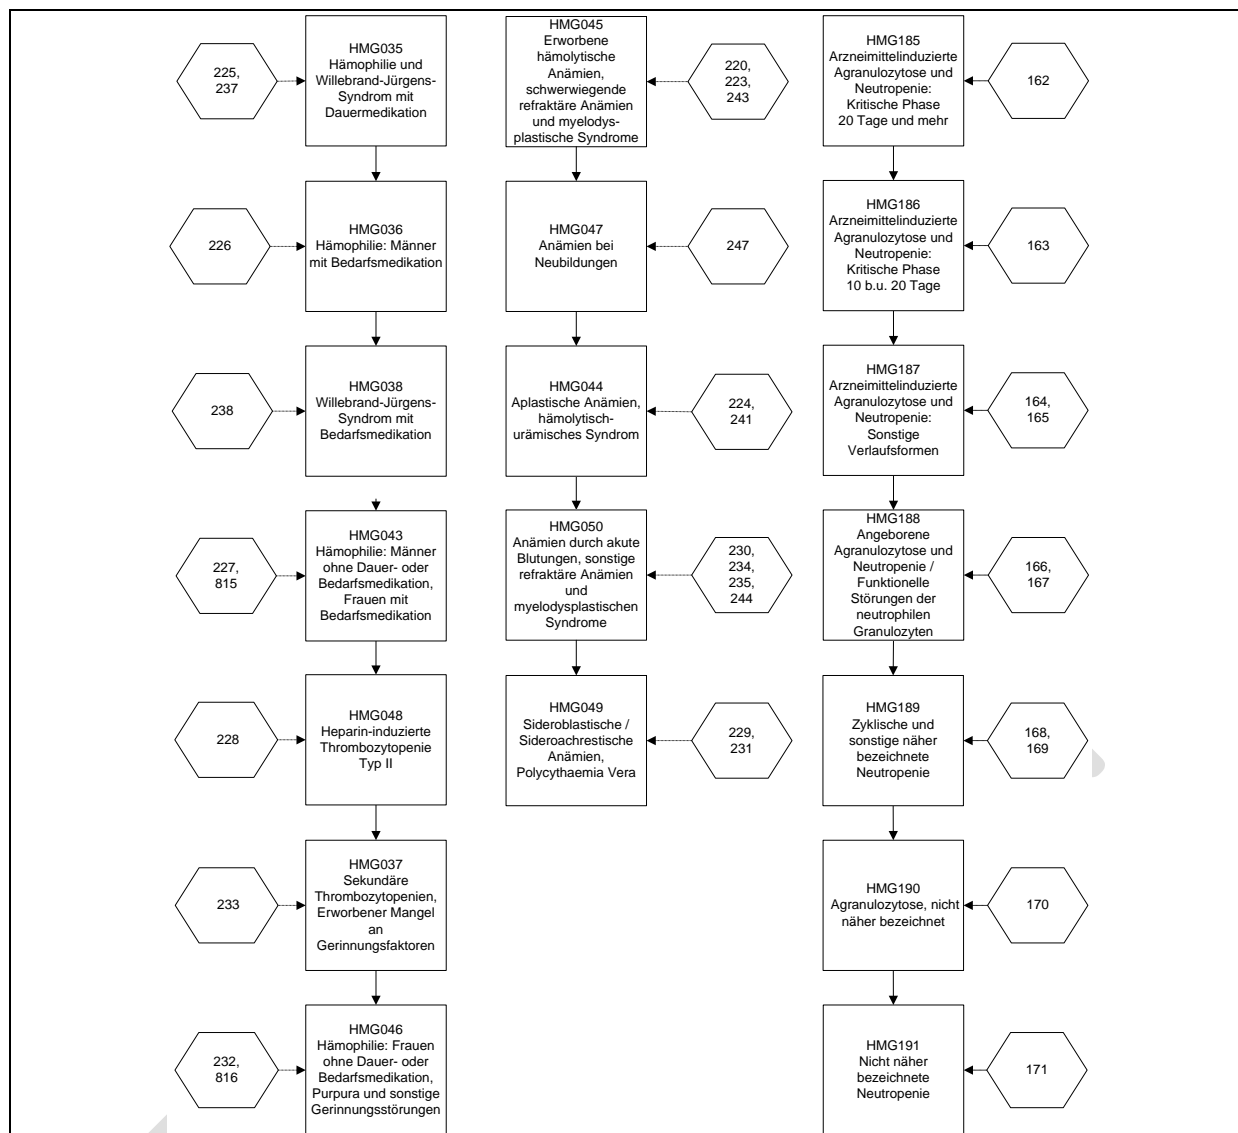 225,
237
HMG035
Hämophilie und
Willebrand-Jürgens-
Syndrom mit
Dauermedikation
226
HMG036
Hämophilie: Männer
mit Bedarfsmedikation
238
HMG038
Willebrand-Jürgens-
Syndrom mit
Bedarfsmedikation
227,
815
HMG043
Hämophilie: Männer
ohne Dauer- oder
Bedarfsmedikation,
Frauen mit
Bedarfsmedikation
228
HMG048
Heparin-induzierte
Thrombozytopenie
Typ II
233
HMG037
Sekundäre
Thrombozytopenien,
Erworbener Mangel
an
Gerinnungsfaktoren
232,
816
HMG046
Hämophilie: Frauen
ohne Dauer- oder
Bedarfsmedikation,
Purpura und sonstige
Gerinnungsstörungen
HMG045
Erworbene
hämolytische
Anämien,
schwerwiegende
refraktäre Anämien
und myelodys-
plastische Syndrome
220,
223,
243
HMG047
Anämien bei
Neubildungen
247
HMG044
Aplastische Anämien,
hämolytisch-
urämisches Syndrom
224,
241
HMG050
Anämien durch akute
Blutungen, sonstige
refraktäre Anämien
und
myelodysplastischen
Syndrome
230,
234,
235,
244
HMG049
Sideroblastische /
Sideroachrestische
Anämien,
Polycythaemia Vera
229,
231
HMG185
Arzneimittelinduzierte
Agranulozytose und
Neutropenie:
Kritische Phase
20 Tage und mehr
162
HMG186
Arzneimittelinduzierte
Agranulozytose und
Neutropenie:
Kritische Phase
10 b.u. 20 Tage
163
HMG187
Arzneimittelinduzierte
Agranulozytose und
Neutropenie:
Sonstige
Verlaufsformen
164,
165
HMG188
Angeborene
Agranulozytose und
Neutropenie /
Funktionelle
Störungen der
neutrophilen
Granulozyten
166,
167
HMG189
Zyklische und
sonstige näher
bezeichnete
Neutropenie
168,
169
HMG190
Agranulozytose, nicht
näher bezeichnet
170
HMG191
Nicht näher
bezeichnete
Neutropenie
171